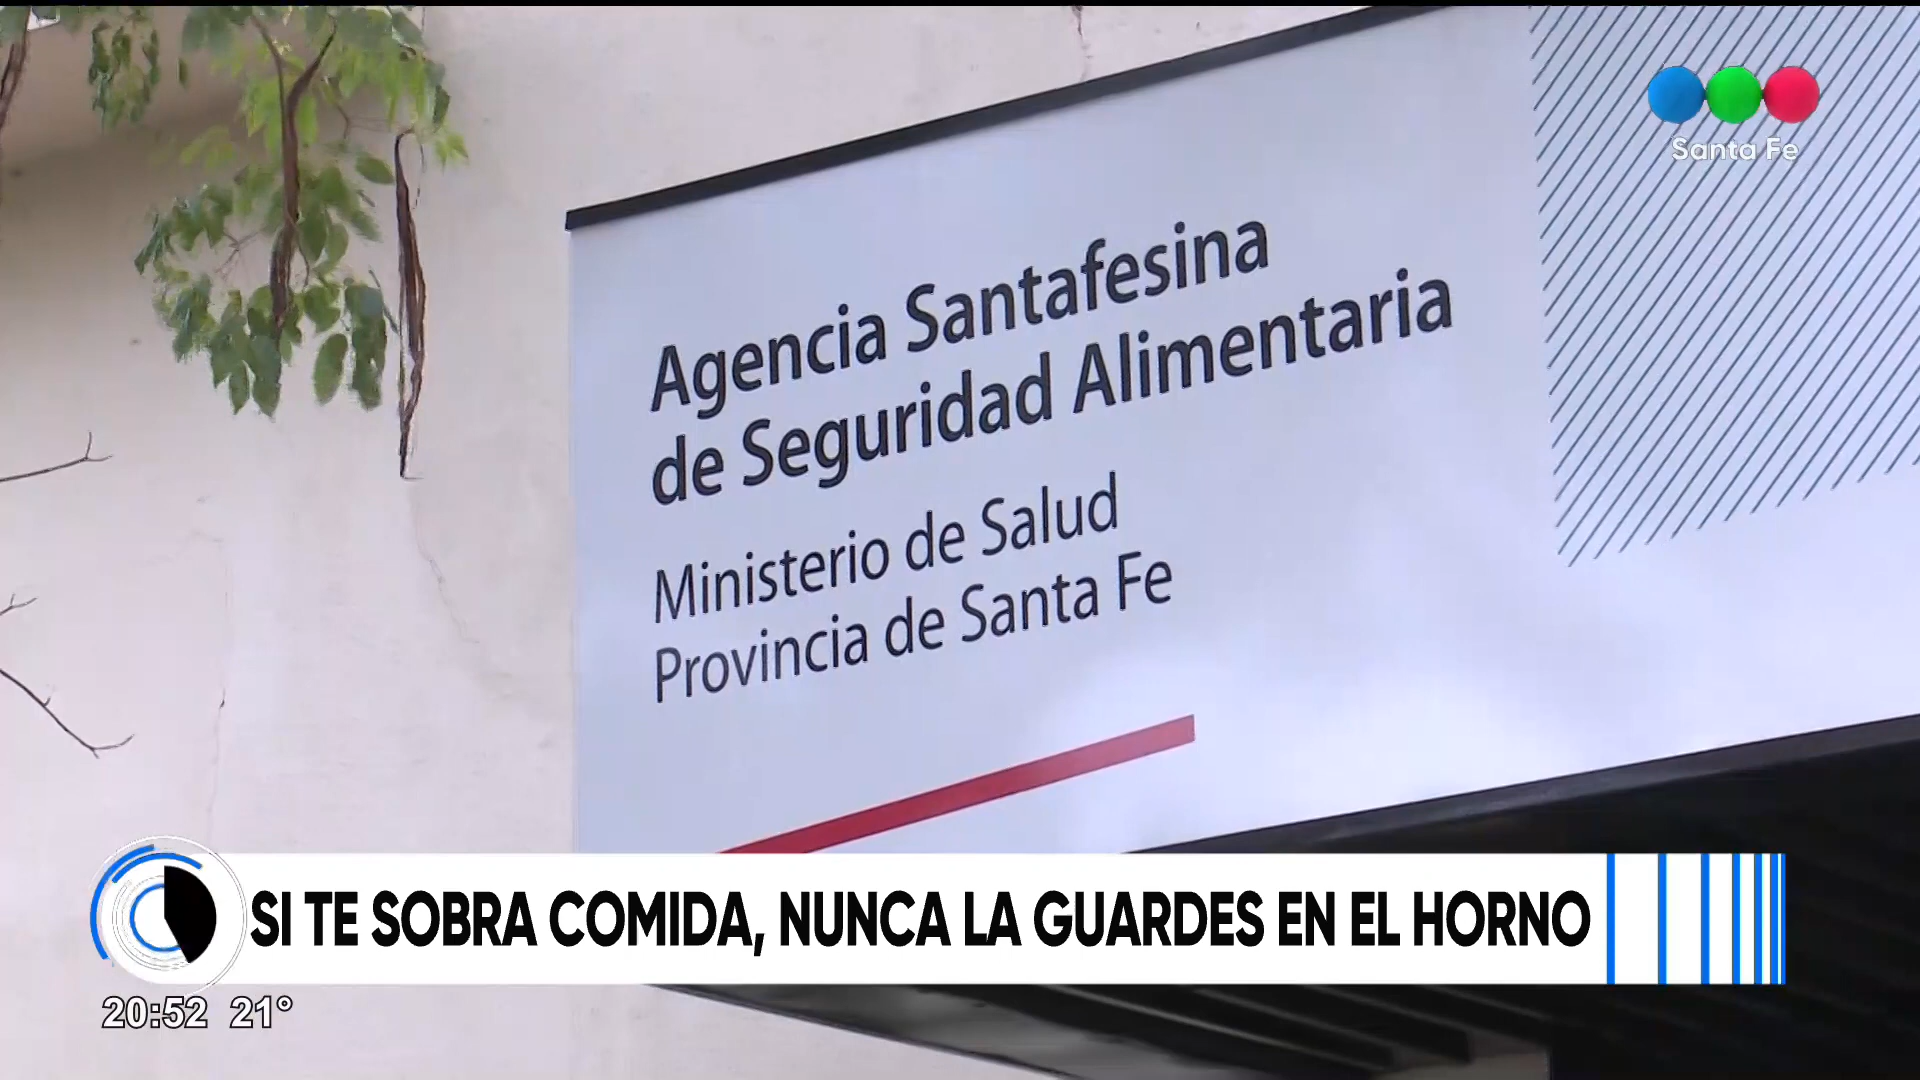 Santa Fe
Agencia Santafesina
de Seguridad Alimentaria
Ministerio de Salud
Provincia de Santa Fe
SI TE SOBRA COMIDA, NUNCA LA GUARDES EN EL HORNO
20:52 21°